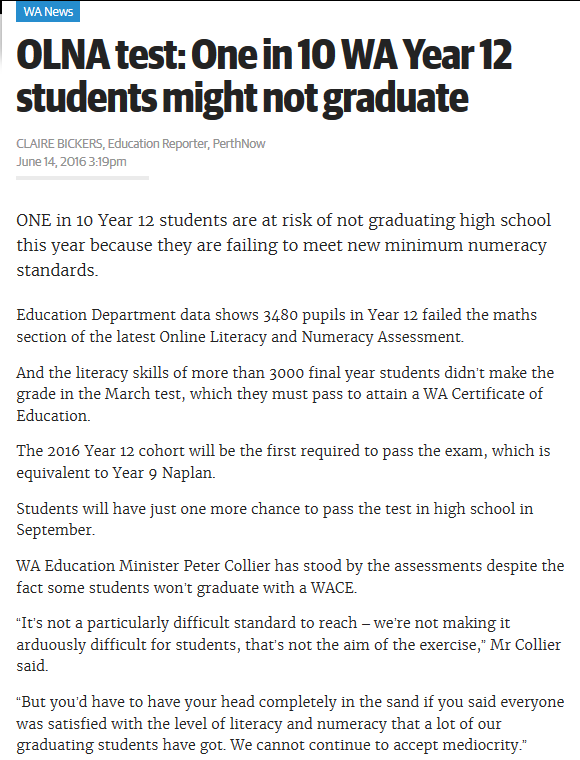 WA News
OLNA test: One in 10 WA Year 12
students might not graduate
CLAIRE BICKERS, Education Reporter, PerthNow
June 14, 2016 3:19pm
ONE in 10 Year 12 students are at risk of not graduating high school
this year because they are failing to meet new minimum numeracy
standards.
Education Department data shows 3480 pupils in Year 12 failed the maths
section of the latest Online Literacy and Numeracy Assessment.
And the literacy skills of more than 3000 final year students didn't make the
grade in the March test, which they must pass to attain a WA Certificate of
Education.
The 2016 Year 12 cohort will be the first required to pass the exam, which is
equivalent to Year 9 Naplan.
Students will have just one more chance to pass the test in high school in
September.
WA Education Minister Peter Collier has stood by the assessments despite the
fact some students won't graduate with a WACE.
“It's not a particularly difficult standard to reach – we're not making it
arduously difficult for students, that's not the aim of the exercise,” Mr Collier
said.
“But you'd have to have your head completely in the sand if you said everyone
was satisfied with the level of literacy and numeracy that a lot of our
graduating students have got. We cannot continue to accept mediocrity.”